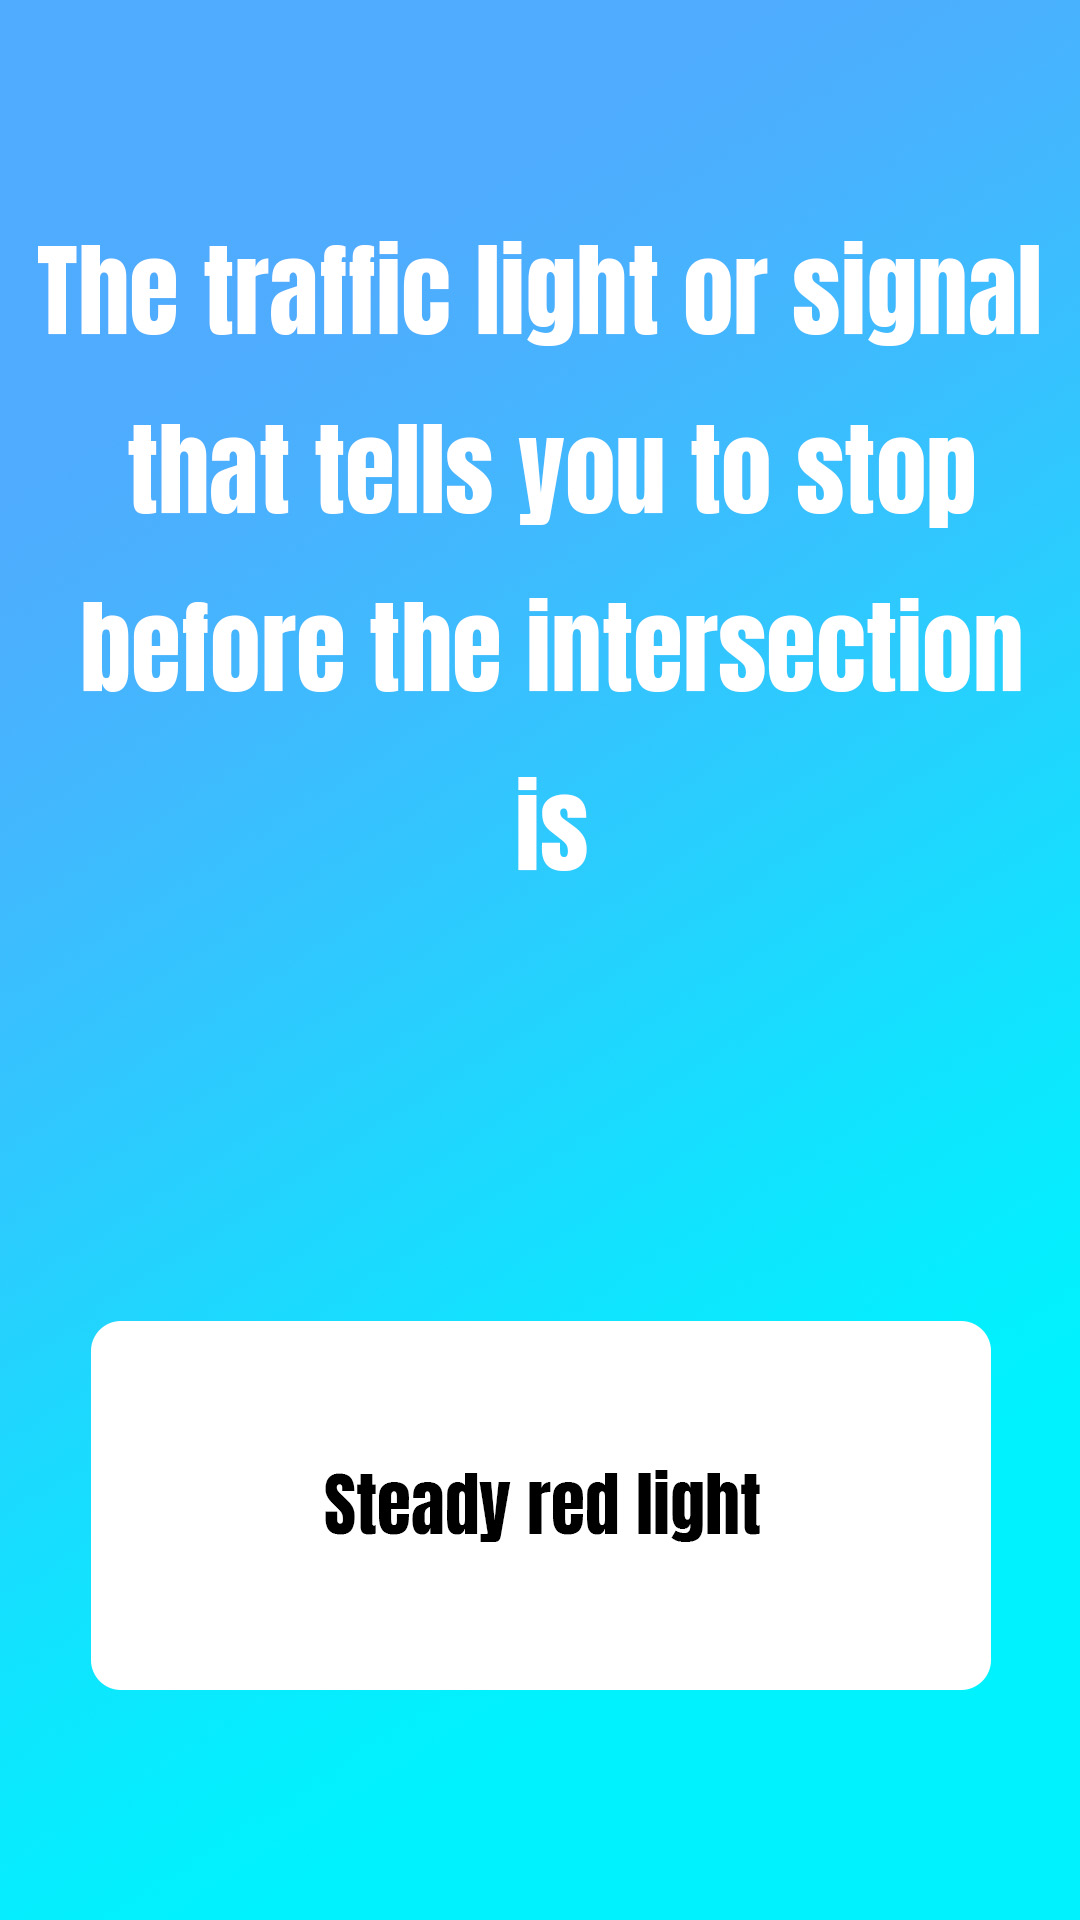 The traffic light or signal
that tells you to stop
before the intersection
is
Steady red light